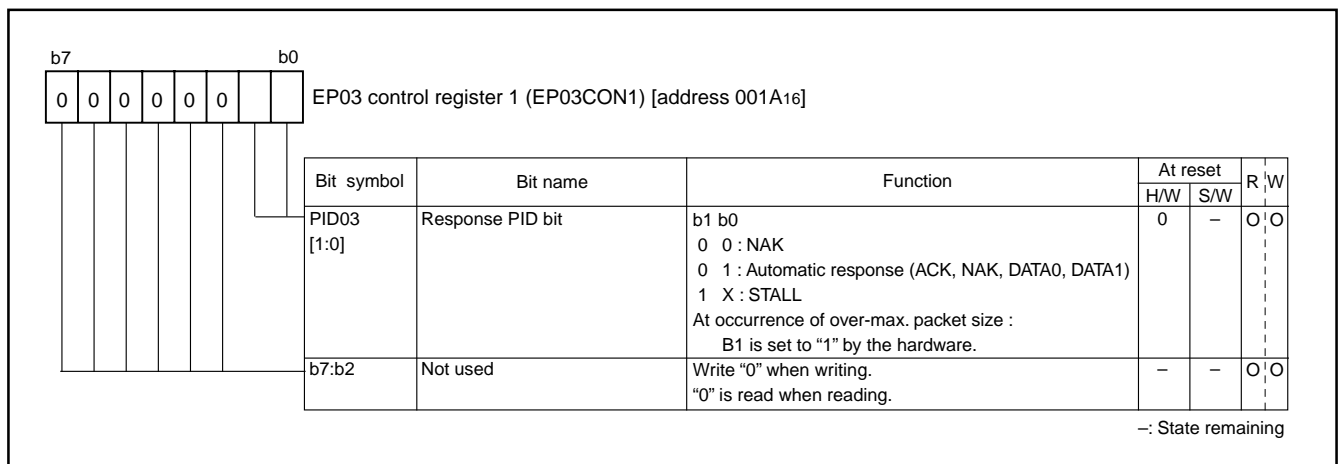 b7 b0
0 0 0 0 0 0 EP03 control register 1 (EP03CON1) [address 001A16]
Bit symbol Bit name Function At reset R W
H/W S/W
PID03 Response PID bit b1 b0 0 – O O
[1:0] 0 0 : NAK
0 1 : Automatic response (ACK, NAK, DATA0, DATA1)
1 X : STALL
At occurrence of over-max. packet size :
B1 is set to “1” by the hardware.
b7:b2 Not used Write “0” when writing. – – O O
“0” is read when reading.
–: State remaining